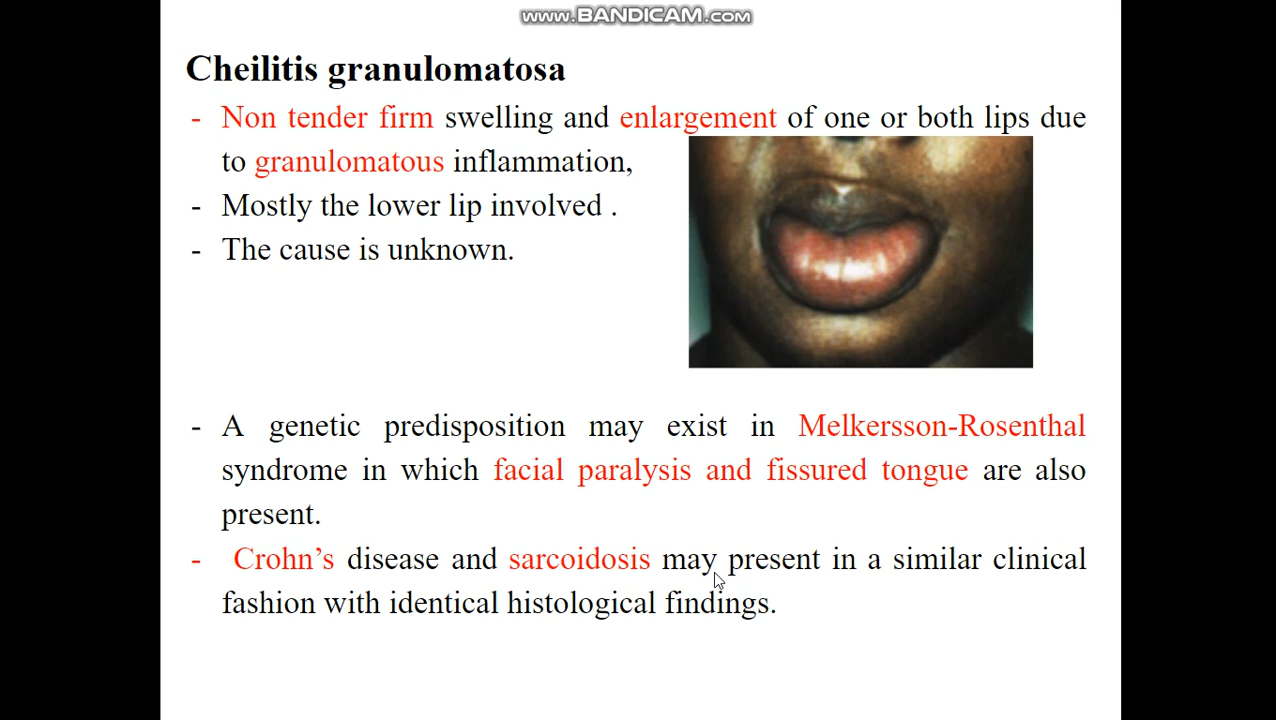 www.BANDICAM.com
Cheilitis granulomatosa
- Non tender firm swelling and enlargement of one or both lips due
to granulomatous inflammation,
- Mostly the lower lip involved .
- The cause is unknown.
- A genetic predisposition may exist in Melkersson-Rosenthal
syndrome in which facial paralysis and fissured tongue are also
present.
- Crohn’s disease and sarcoidosis may present in a similar clinical
fashion with identical histological findings.